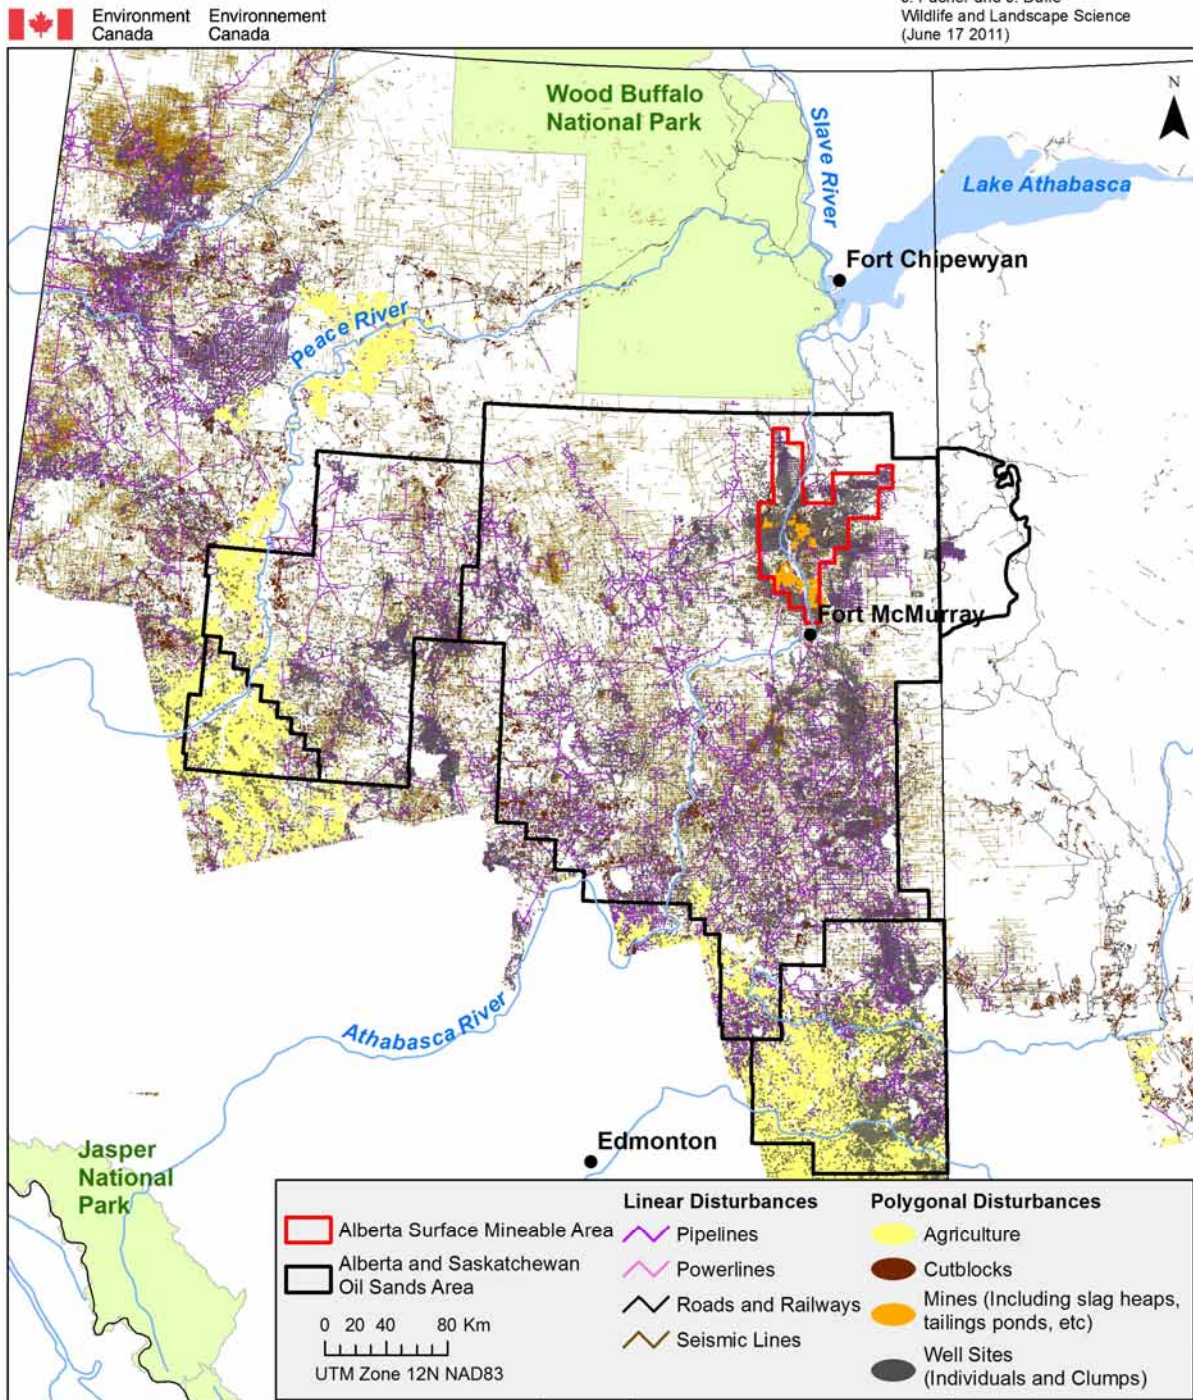 Environment Environnement
Canada Canada
Wildlife and Landscape Science
(June 17 2011)
N
Wood Buffalo
National Park
Slave River
Lake Athabasca
Fort Chipewyan
Peace River
Fort McMurray
Athabasca River
Edmonton
Jasper
National
Park
Alberta Surface Mineable Area
Alberta and Saskatchewan
Oil Sands Area
0 20 40 80 Km
UTM Zone 12N NAD83
Linear Disturbances
Pipelines
Powerlines
Roads and Railways
Seismic Lines
Polygonal Disturbances
Agriculture
Cutblocks
Mines (Including slag heaps,
tailings ponds, etc)
Well Sites
(Individuals and Clumps)